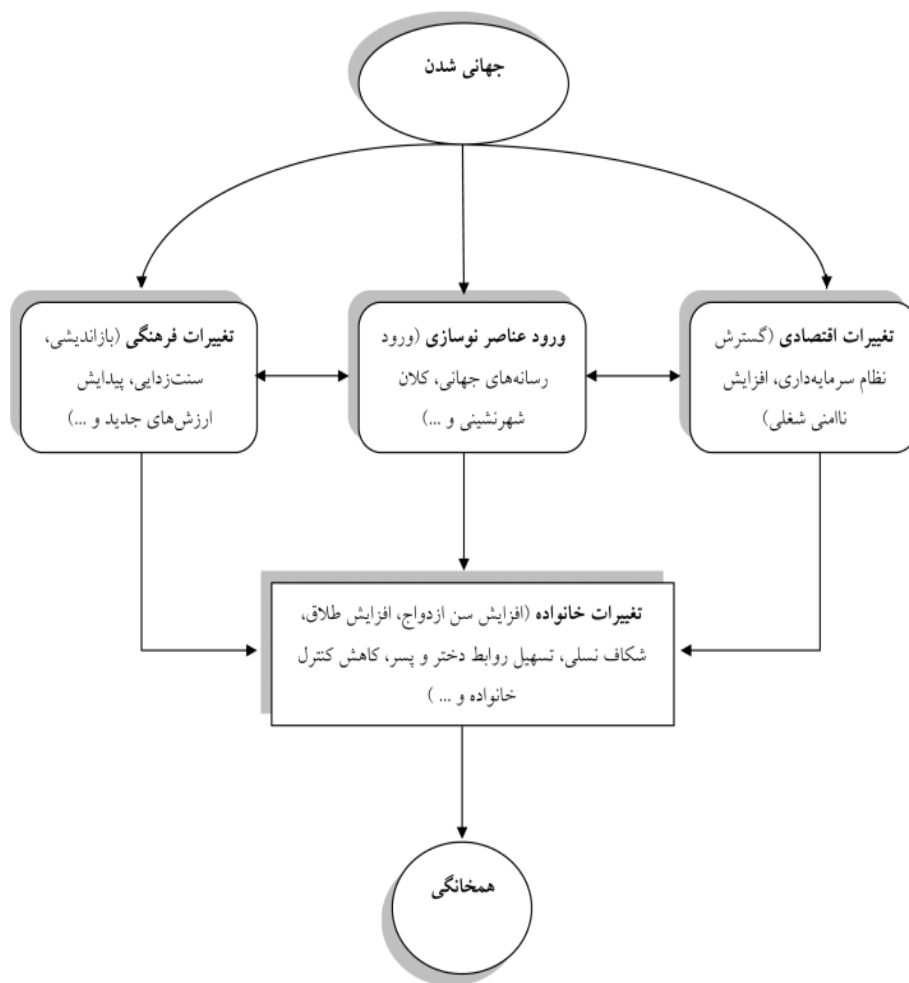 جهانی شدن
تغییرات اقتصادی (گسترش
نظام سرمایه‌داری، افزایش
ناامنی شغلی)
ورود عناصر نوسازی (ورود
رسانه‌های جهانی، کلان
شهرنشینی و ...)
تغییرات فرهنگی (بازاندیشی،
سنت‌زدایی، پیدایش
ارزش‌های جدید و ...)
تغییرات خانواده (افزایش سن ازدواج، افزایش طلاق،
شکاف نسلی، تسهیل روابط دختر و پسر، کاهش کنترل
خانواده و ... )
همخانگی